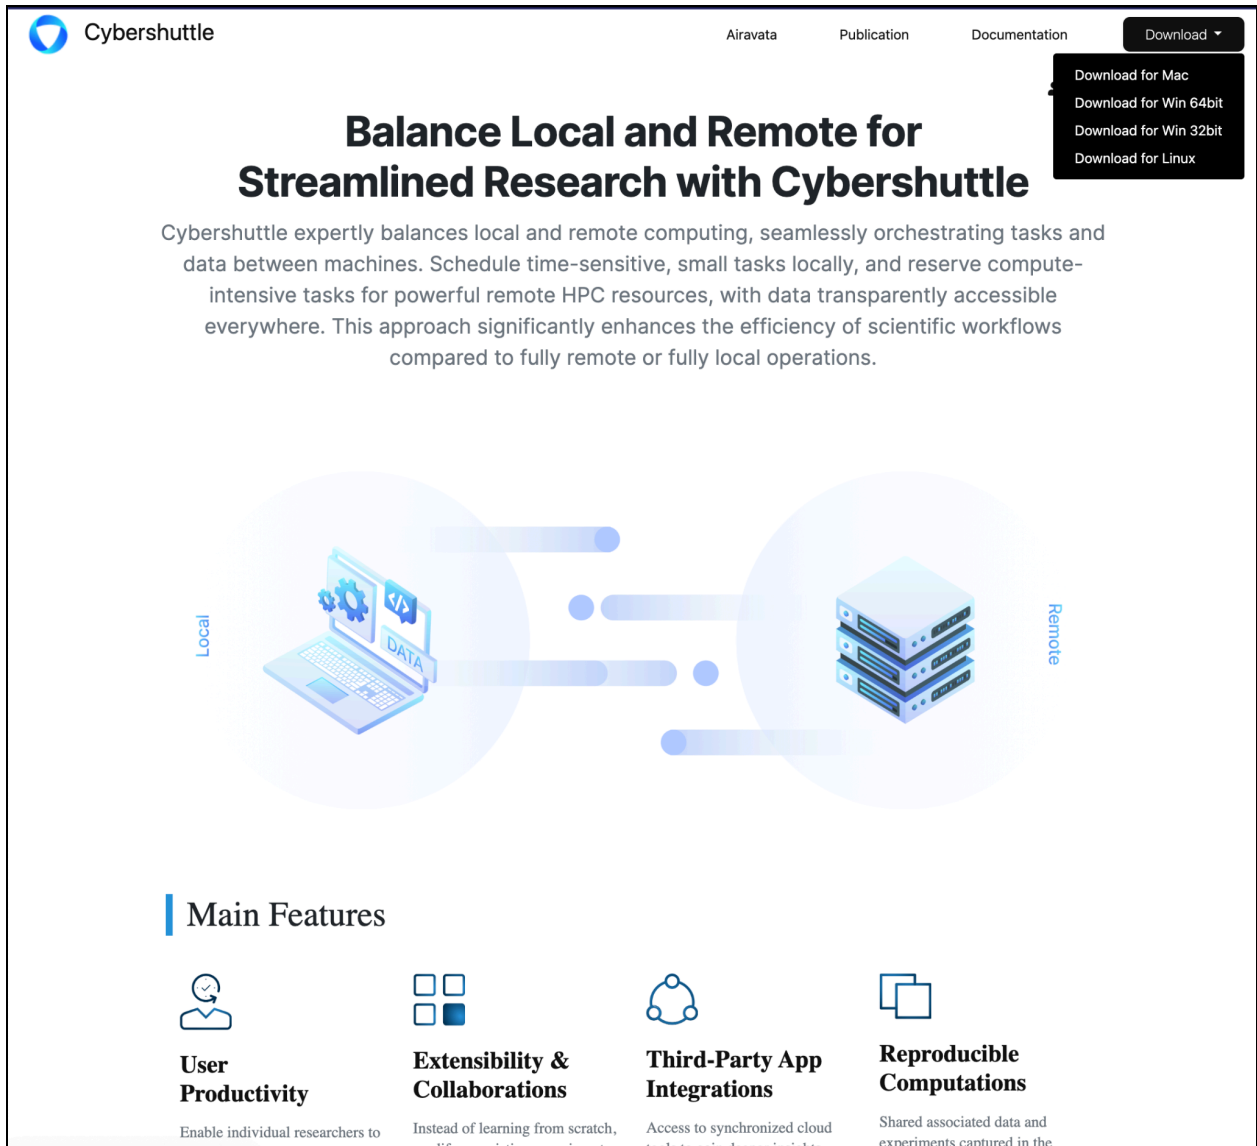 Cybershuttle
Airavata
Publication
Documentation
Download
Download for Mac
Download for Win 64bit
Download for Win 32bit
Download for Linux
Balance Local and Remote for
Streamlined Research with Cybershuttle
Cybershuttle expertly balances local and remote computing, seamlessly orchestrating tasks and
data between machines. Schedule time-sensitive, small tasks locally, and reserve compute-
intensive tasks for powerful remote HPC resources, with data transparently accessible
everywhere. This approach significantly enhances the efficiency of scientific workflows
compared to fully remote or fully local operations.
Local
</>
DATA
Remote
Main Features
User
Productivity
Enable individual researchers to
Extensibility &
Collaborations
Instead of learning from scratch,
Third-Party App
Integrations
Access to synchronized cloud
Reproducible
Computations
Shared associated data and
experiments captured in the